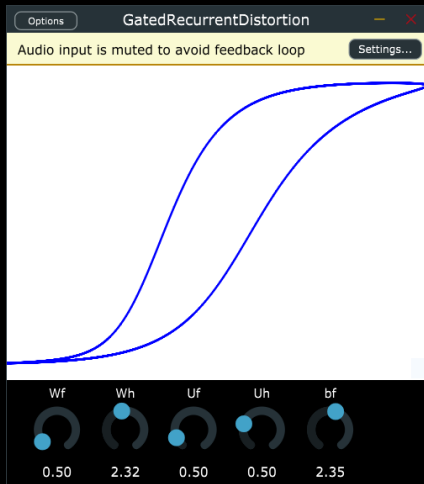 Options GatedRecurrentDistortion
Audio input is muted to avoid feedback loop Settings...
Wf Wh Uf Uh bf
0.50 2.32 0.50 0.50 2.35